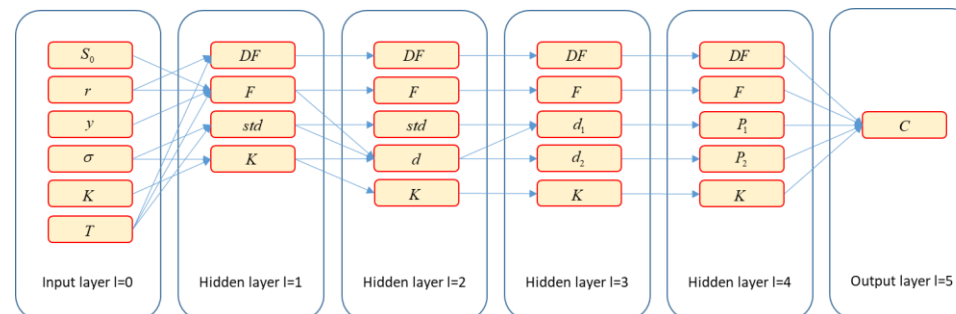 S₀
r
y
σ
K
T
Input layer l=0
DF
F
std
K
Hidden layer l=1
DF
F
std
d
K
Hidden layer l=2
DF
F
d₁
d₂
K
Hidden layer l=3
DF
F
P₁
P₂
K
Hidden layer l=4
C
Output layer l=5